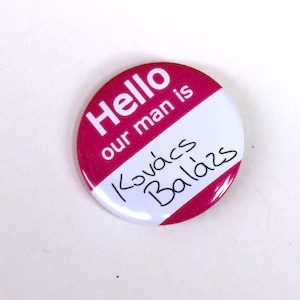 Hello
our man is
Kovács
Balázs